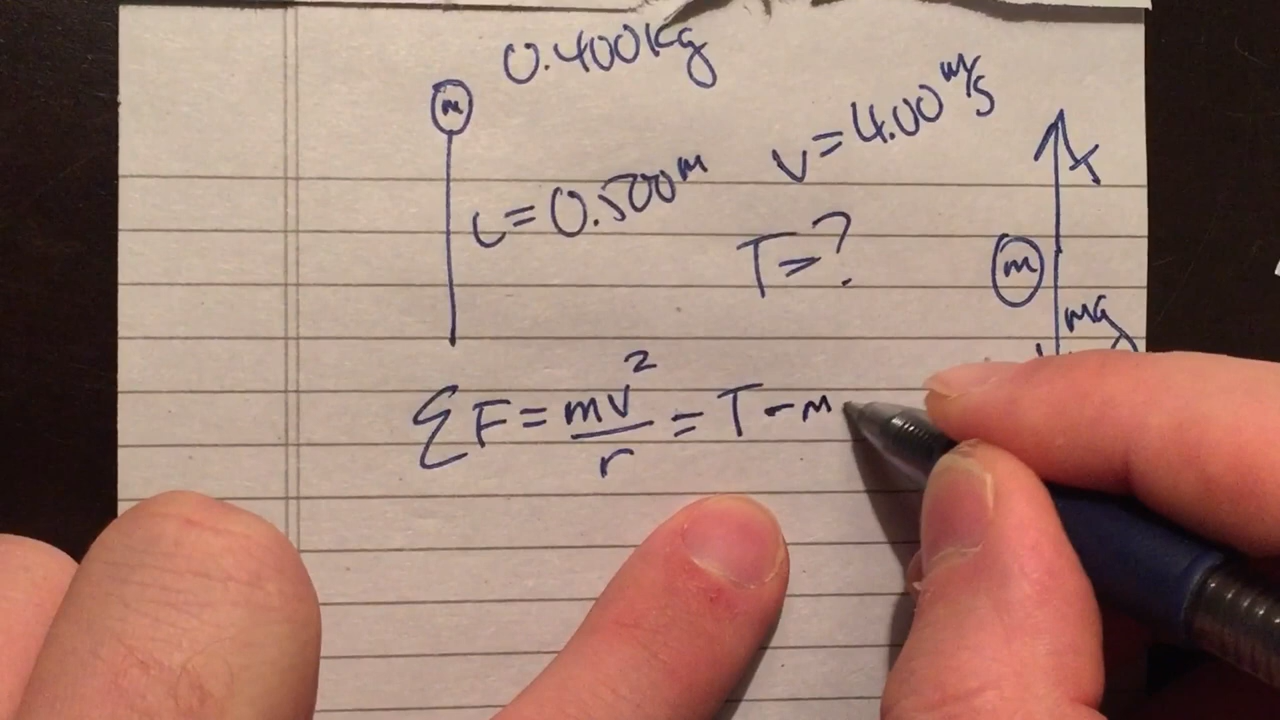 0.400kg
m
v=4.00 m/s
L=0.500m
T
T=?
m
mg
ΣF = mv²/r = T - m